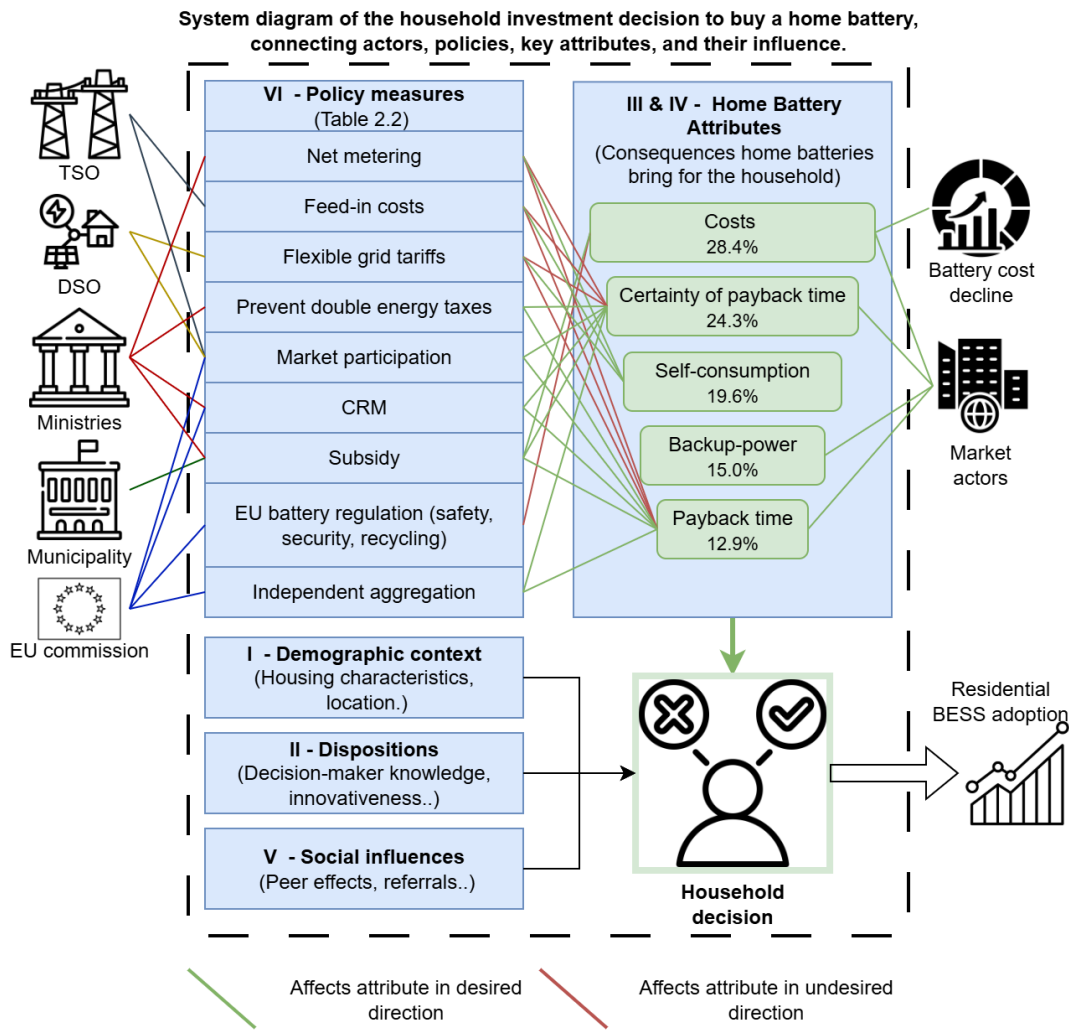 System diagram of the household investment decision to buy a home battery,
connecting actors, policies, key attributes, and their influence.
TSO
DSO
Ministries
Municipality
EU commission
VI - Policy measures
(Table 2.2)
Net metering
Feed-in costs
Flexible grid tariffs
Prevent double energy taxes
Market participation
CRM
Subsidy
EU battery regulation (safety,
security, recycling)
Independent aggregation
III & IV - Home Battery
Attributes
(Consequences home batteries
bring for the household)
Costs
28.4%
Certainty of payback time
24.3%
Self-consumption
19.6%
Backup-power
15.0%
Payback time
12.9%
Battery cost
decline
Market
actors
I - Demographic context
(Housing characteristics,
location.)
II - Dispositions
(Decision-maker knowledge,
innovativeness..)
V - Social influences
(Peer effects, referrals..)
Household
decision
Residential
BESS adoption
Affects attribute in desired
direction
Affects attribute in undesired
direction